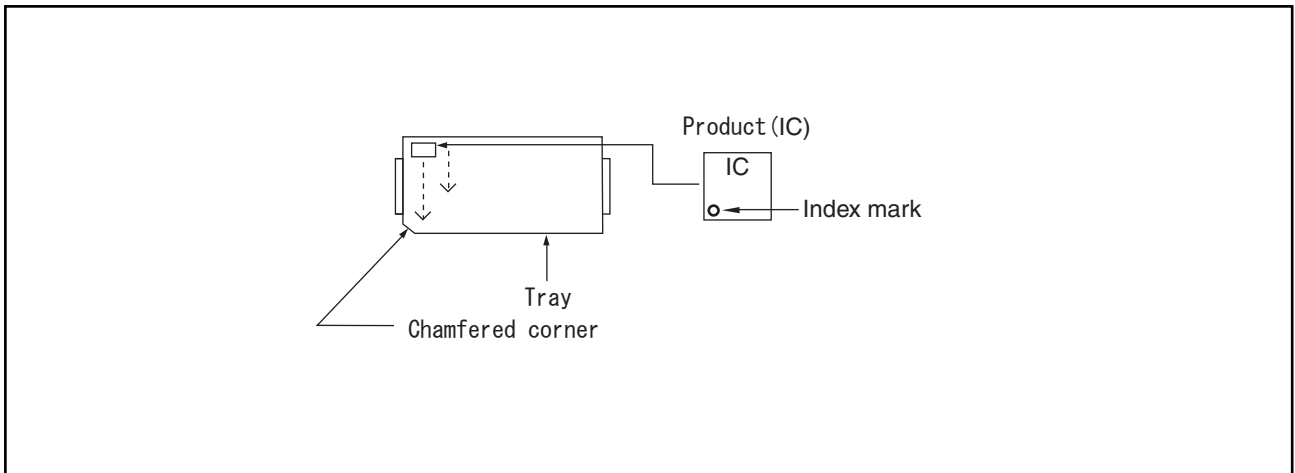 Product(IC)
IC
Index mark
Tray
Chamfered corner